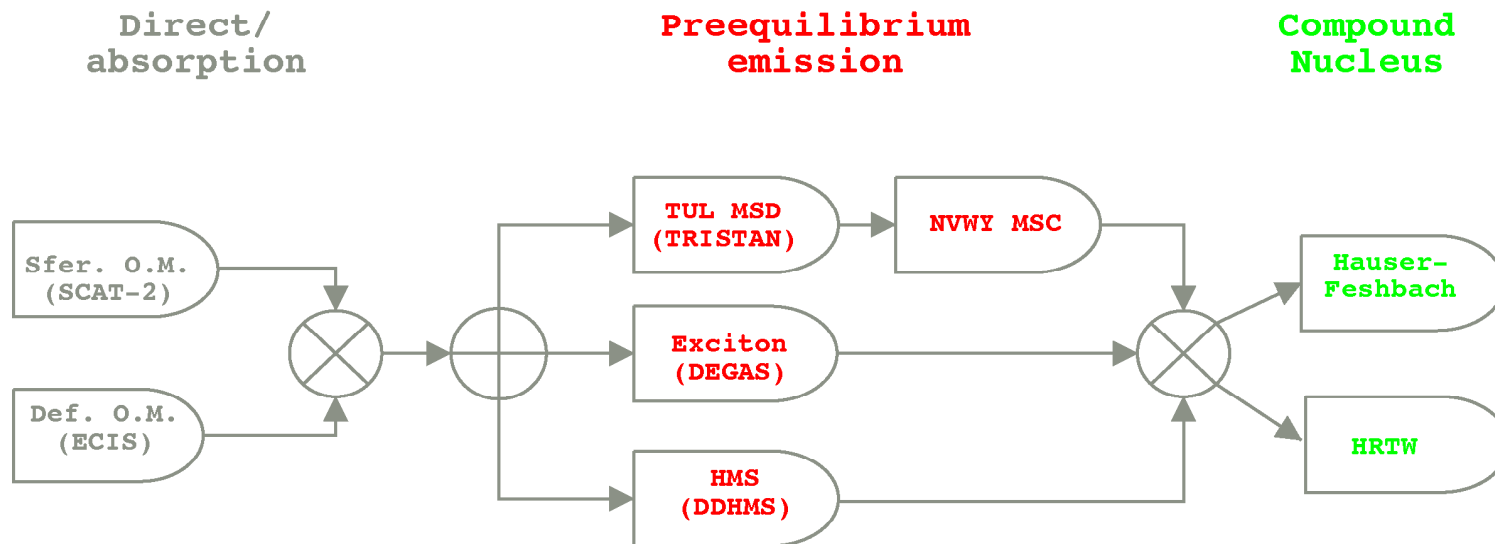 Direct/
absorption
Preequilibrium
emission
Compound
Nucleus
Sfer. O.M.
(SCAT-2)
Def. O.M.
(ECIS)
TUL MSD
(TRISTAN)
NVWY MSC
Exciton
(DEGAS)
HMS
(DDHMS)
Hauser-
Feshbach
HRTW